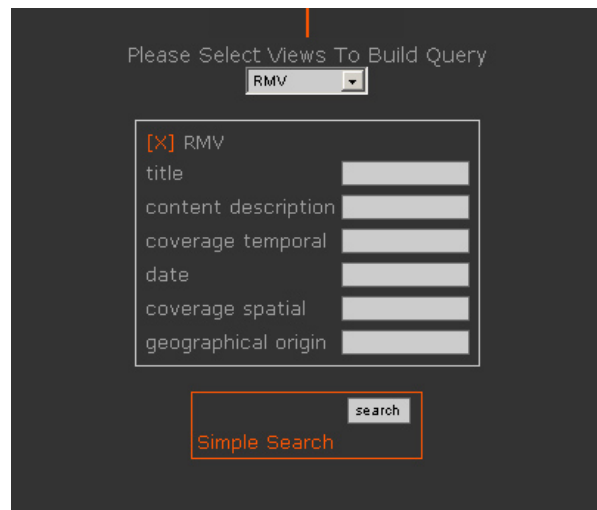 Please Select Views To Build Query
RMV
[X] RMV
title
content description
coverage temporal
date
coverage spatial
geographical origin
search
Simple Search